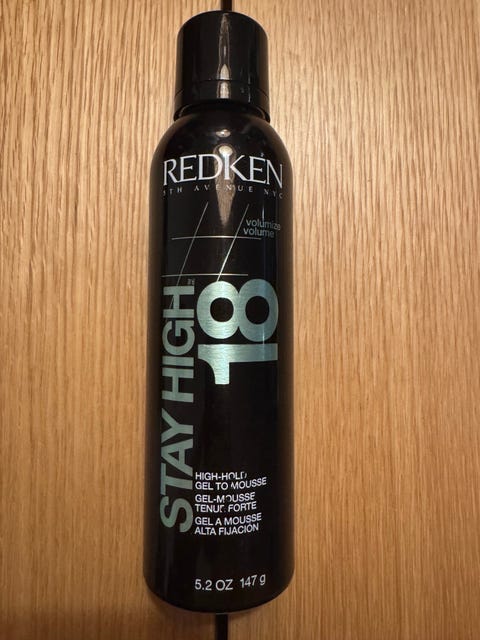 REDKEN
5TH AVENUE NYC
volumize
volume
STAY HIGH
18
HIGH-HOLD
GEL TO MOUSSE
GEL-MOUSSE
TENUE FORTE
GEL A MOUSSE
ALTA FIJACION
5.2 OZ 147 g